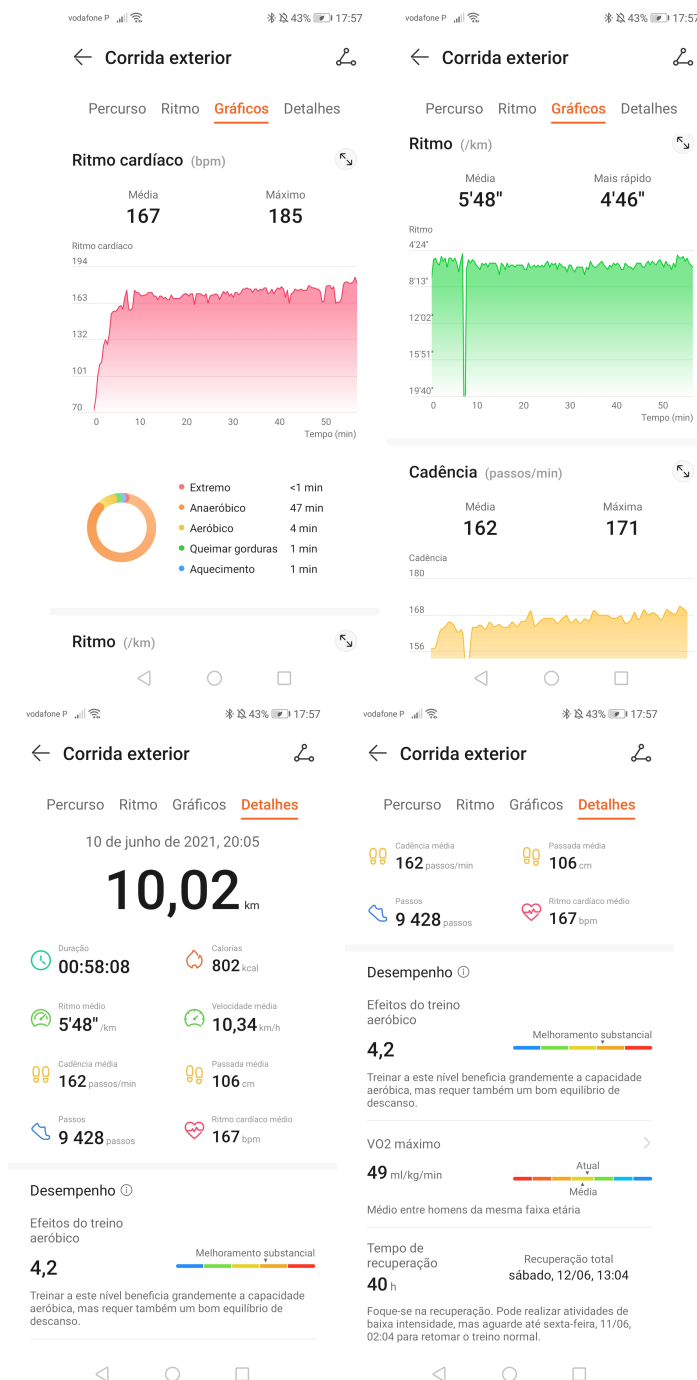 vodafone P 43% 17:57
Corrida exterior
Percurso Ritmo Gráficos Detalhes
Ritmo cardíaco (bpm)
Média Máximo
167 185
Ritmo cardíaco
194
163
132
101
70
0 10 20 30 40 50
Tempo (min)
Extremo <1 min
Anaeróbico 47 min
Aeróbico 4 min
Queimar gorduras 1 min
Aquecimento 1 min
Ritmo (/km)
vodafone P 43% 17:57
Corrida exterior
Percurso Ritmo Gráficos Detalhes
Ritmo (/km)
Média Mais rápido
5'48" 4'46"
Ritmo
4'24"
8'13"
12'02"
15'51"
19'40"
0 10 20 30 40 50
Tempo (min)
Cadência (passos/min)
Média Máxima
162 171
Cadência
180
168
156
vodafone P 43% 17:57
Corrida exterior
Percurso Ritmo Gráficos Detalhes
10 de junho de 2021, 20:05
10,02 km
Duração Calorias
00:58:08 802 kcal
Ritmo médio Velocidade média
5'48" /km 10,34 km/h
Cadência média Passada média
162 passos/min 106 cm
Passos Ritmo cardíaco médio
9 428 passos 167 bpm
Desempenho
Efeitos do treino
aeróbico
Melhoramento substancial
4,2
Treinar a este nível beneficia grandemente a capacidade
aeróbica, mas requer também um bom equilíbrio de
descanso.
vodafone P 43% 17:57
Corrida exterior
Percurso Ritmo Gráficos Detalhes
Cadência média Passada média
162 passos/min 106 cm
Passos Ritmo cardíaco médio
9 428 passos 167 bpm
Desempenho
Efeitos do treino
aeróbico
Melhoramento substancial
4,2
Treinar a este nível beneficia grandemente a capacidade
aeróbica, mas requer também um bom equilíbrio de
descanso.
VO2 máximo
49 ml/kg/min
Atual
Média
Médio entre homens da mesma faixa etária
Tempo de
recuperação
40 h
Recuperação total
sábado, 12/06, 13:04
Foque-se na recuperação. Pode realizar atividades de
baixa intensidade, mas aguarde até sexta-feira, 11/06,
02:04 para retomar o treino normal.